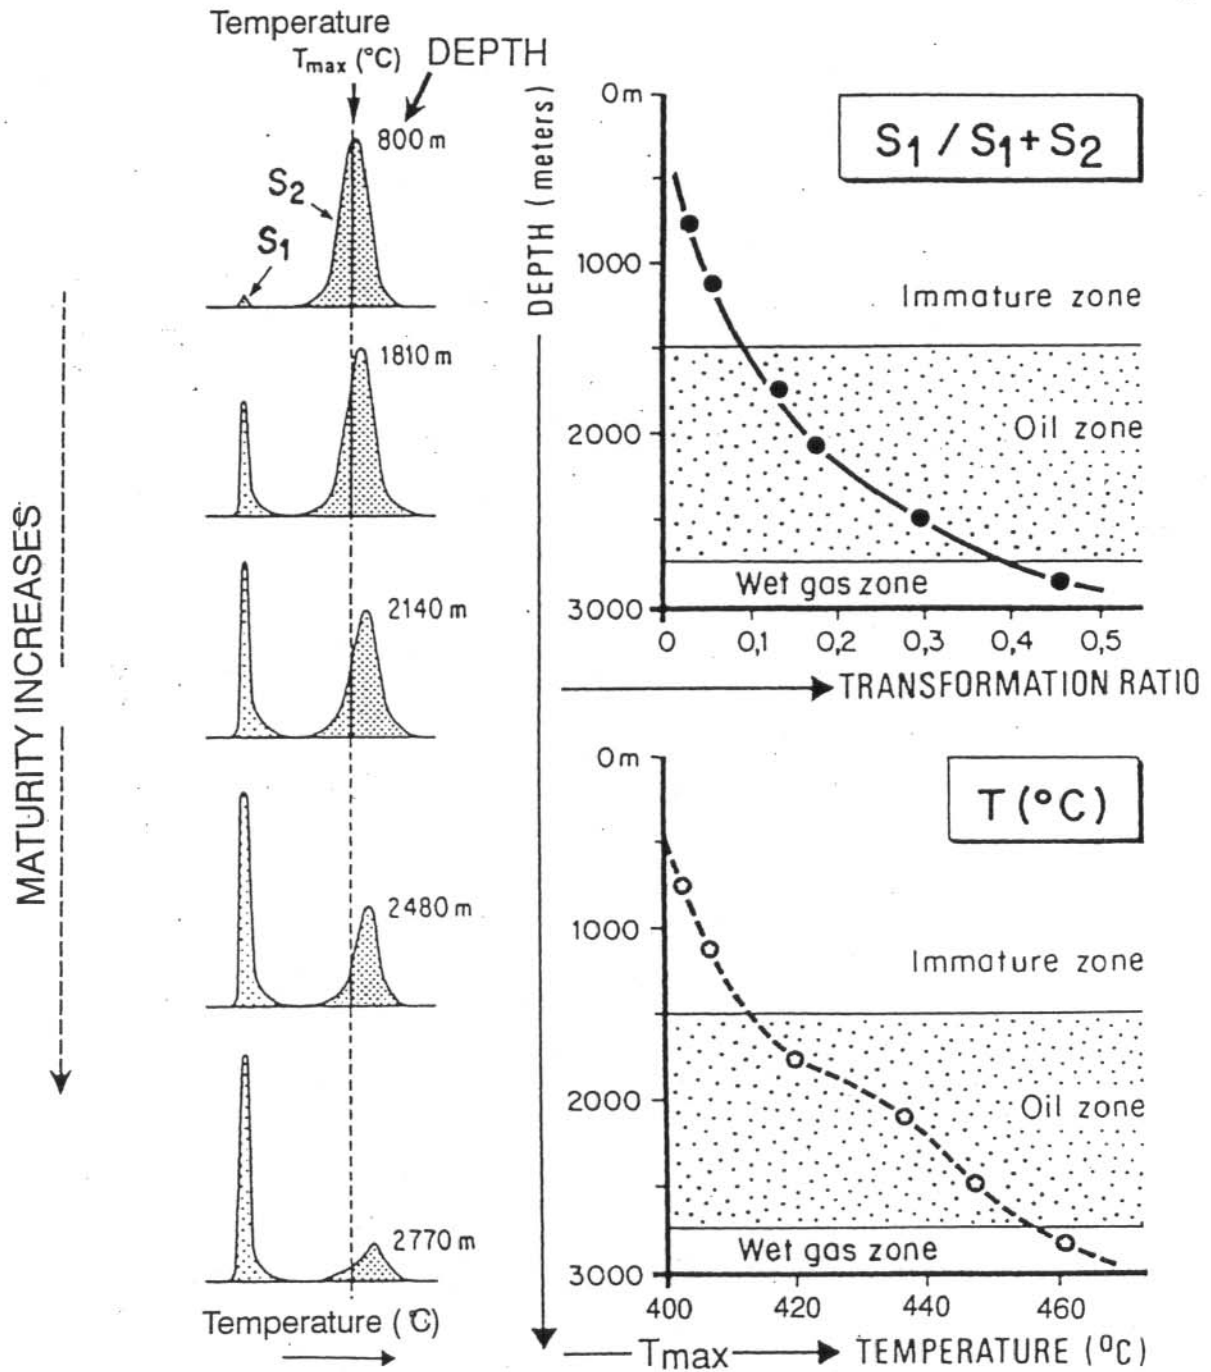 Temperature
Tmax (°C)
DEPTH
800 m
S2
S1
1810 m
2140 m
2480 m
2770 m
Temperature (°C)
MATURITY INCREASES
DEPTH (meters)
0 m
1000
2000
3000
S1 / S1 + S2
Immature zone
Oil zone
Wet gas zone
0 0,1 0,2 0,3 0,4 0,5
TRANSFORMATION RATIO
0 m
1000
2000
3000
T (°C)
Immature zone
Oil zone
Wet gas zone
400 420 440 460
Tmax TEMPERATURE (°C)